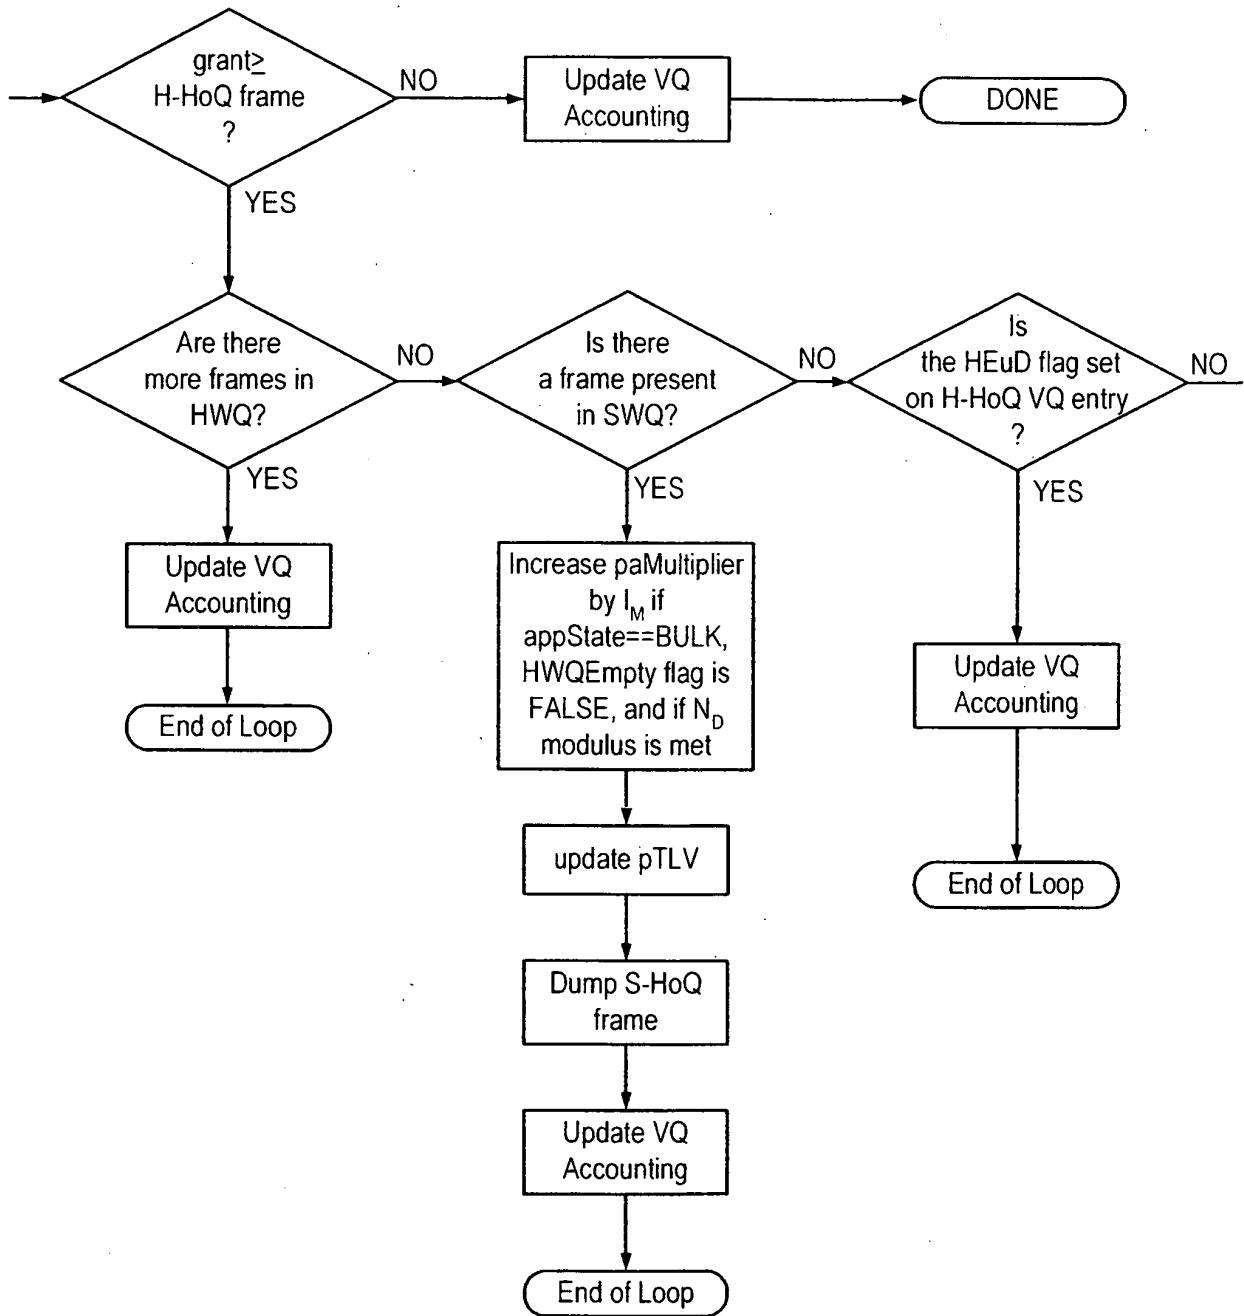 grant≥
H-HoQ frame
?
NO
Update VQ
Accounting
DONE
YES
Are there
more frames in
HWQ?
NO
Is there
a frame present
in SWQ?
NO
Is
the HEuD flag set
on H-HoQ VQ entry
?
NO
YES
YES
YES
Update VQ
Accounting
End of Loop
Increase paMultiplier
by I_M if
appState==BULK,
HWQEmpty flag is
FALSE, and if N_D
modulus is met
Update VQ
Accounting
End of Loop
update pTLV
Dump S-HoQ
frame
Update VQ
Accounting
End of Loop